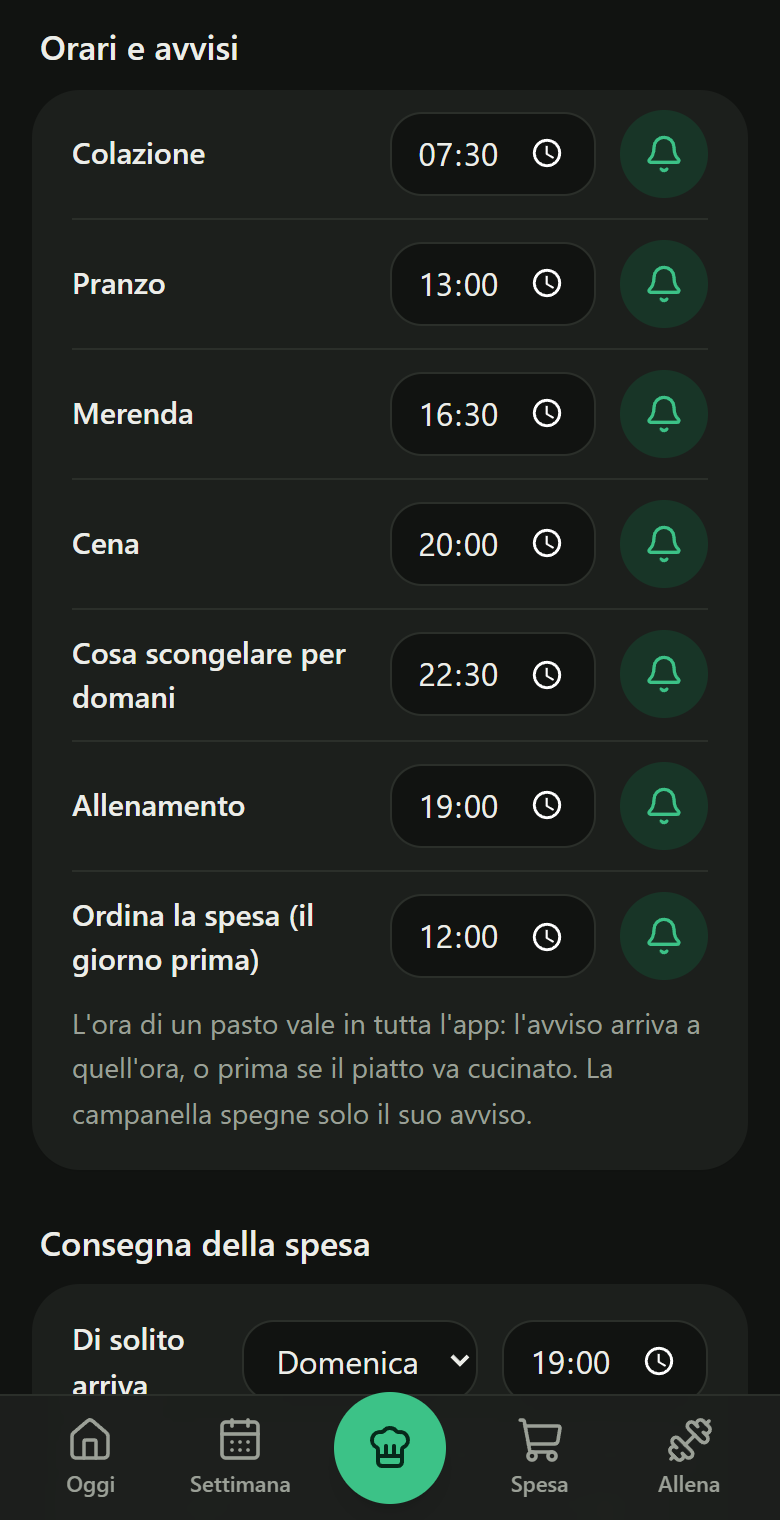 Orari e avvisi
Colazione 07:30
Pranzo 13:00
Merenda 16:30
Cena 20:00
Cosa scongelare per
domani 22:30
Allenamento 19:00
Ordina la spesa (il
giorno prima) 12:00
L'ora di un pasto vale in tutta l'app: l'avviso arriva a
quell'ora, o prima se il piatto va cucinato. La
campanella spegne solo il suo avviso.
Consegna della spesa
Di solito
arriva Domenica 19:00
Oggi Settimana Spesa Allena